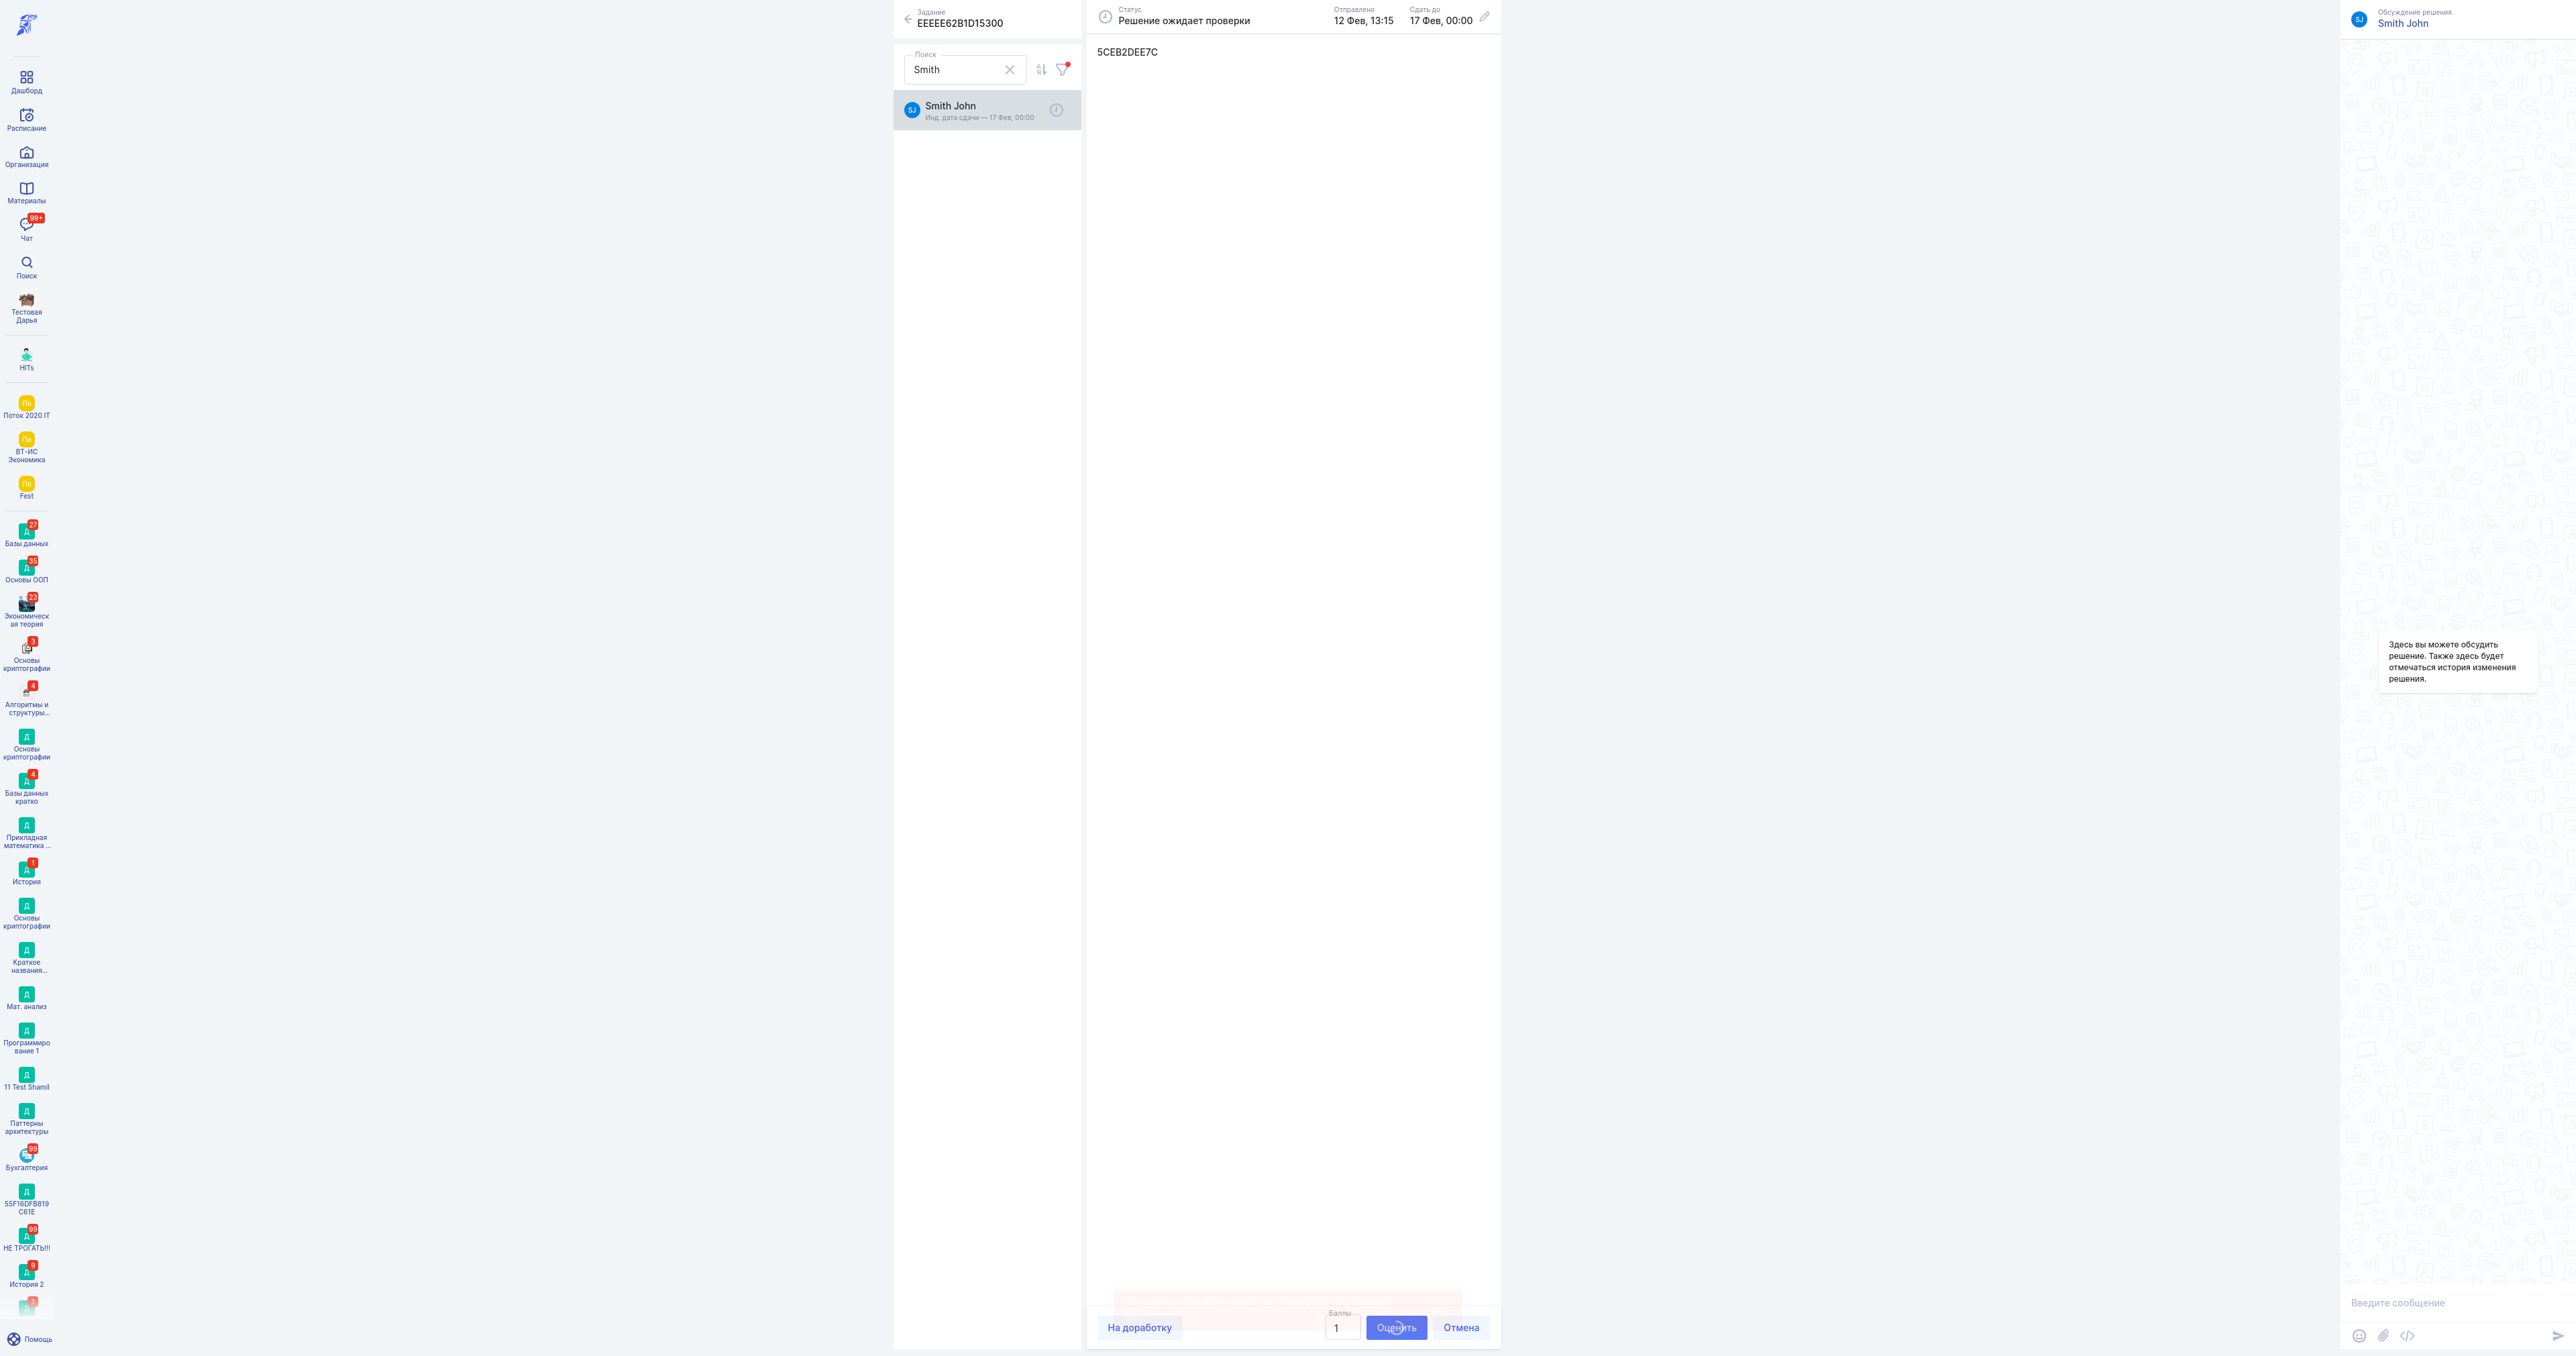 Дашборд
Расписание
Организация
Материалы
99+
Чат
Поиск
Тестовая
Дарья
HITs
По
Поток 2020 IT
По
ВТ-ИС
Экономика
По
Fest
27
Д
Базы данных
35
Д
Основы ООП
23
Экономическ
ая теория
3
Основы
криптографии
4
Алгоритмы и
структуры...
Д
Основы
криптографии
4
Д
Базы данных
кратко
Д
Прикладная
математика ...
1
Д
История
Д
Основы
криптографии
Д
Краткое
названия...
Д
Мат. анализ
Д
Программиро
вание 1
Д
11 Test Shamil
Д
Паттерны
архитектуры
99
Бухгалтерия
Д
55F16DFB819
C61E
99
Д
НЕ ТРОГАТЬ!!!
9
Д
История 2
1
Д
Помощь
Задание
EEEEE62B1D15300
Поиск
Smith
SJ
Smith John
Инд. дата сдачи — 17 Фев, 00:00
Статус
Решение ожидает проверки
Отправлено
12 Фев, 13:15
Сдать до
17 Фев, 00:00
5CEB2DEE7C
На доработку
Баллы
1
Оценить
Отмена
SJ
Обсуждение решения
Smith John
Здесь вы можете обсудить
решение. Также здесь будет
отмечаться история изменения
решения.
Введите сообщение